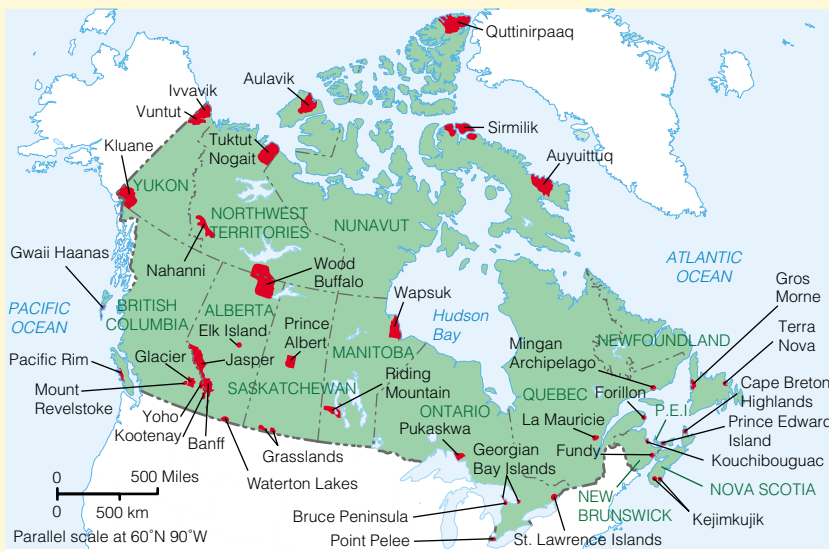 Quttinirpaaq
Ivvavik
Aulavik
Vuntut
Sirmilik
Tuktut
Nogait
Kluane
Auyuittuq
YUKON
NORTHWEST
TERRITORIES
NUNAVUT
Gwaii Haanas
Nahanni
Wood
Buffalo
ATLANTIC
OCEAN
Gros
Morne
Wapsuk
PACIFIC
OCEAN
BRITISH
COLUMBIA
ALBERTA
Elk Island
Prince
Albert
Hudson
Bay
Terra
Nova
NEWFOUNDLAND
Mingan
Archipelago
MANITOBA
Pacific Rim
Glacier
Jasper
Mount
Revelstoke
SASKATCHEWAN
Riding
Mountain
Forillon
Cape Breton
Highlands
QUEBEC
ONTARIO
P.E.I
Prince Edward
Island
Yoho
Kootenay
Banff
Pukaskwa
La Mauricie
Grasslands
Georgian
Bay Islands
Fundy
Kouchibouguac
0
500 Miles
Waterton Lakes
NEW
BRUNSWICK
NOVA SCOTIA
0
500 km
Bruce Peninsula
Kejimkujik
Parallel scale at 60°N 90°W
Point Pelee
St. Lawrence Islands